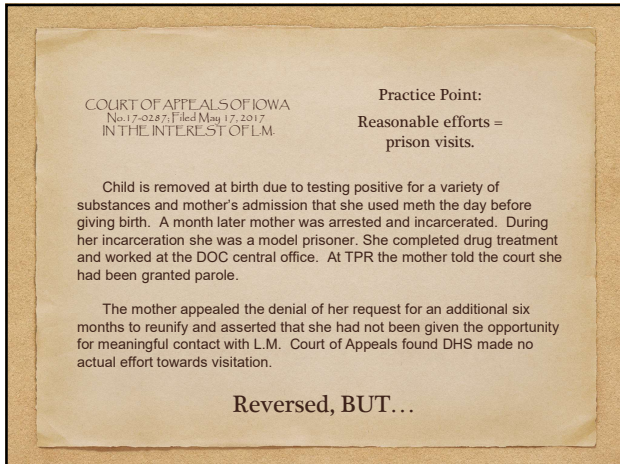 COURT OF APPEALS OF IOWA
No.17-0287; Filed May 17, 2017
IN THE INTEREST OF L.M.
Practice Point:
Reasonable efforts =
prison visits.
Child is removed at birth due to testing positive for a variety of
substances and mother's admission that she used meth the day before
giving birth. A month later mother was arrested and incarcerated. During
her incarceration she was a model prisoner. She completed drug treatment
and worked at the DOC central office. At TPR the mother told the court she
had been granted parole.
The mother appealed the denial of her request for an additional six
months to reunify and asserted that she had not been given the opportunity
for meaningful contact with L.M. Court of Appeals found DHS made no
actual effort towards visitation.
Reversed, BUT…